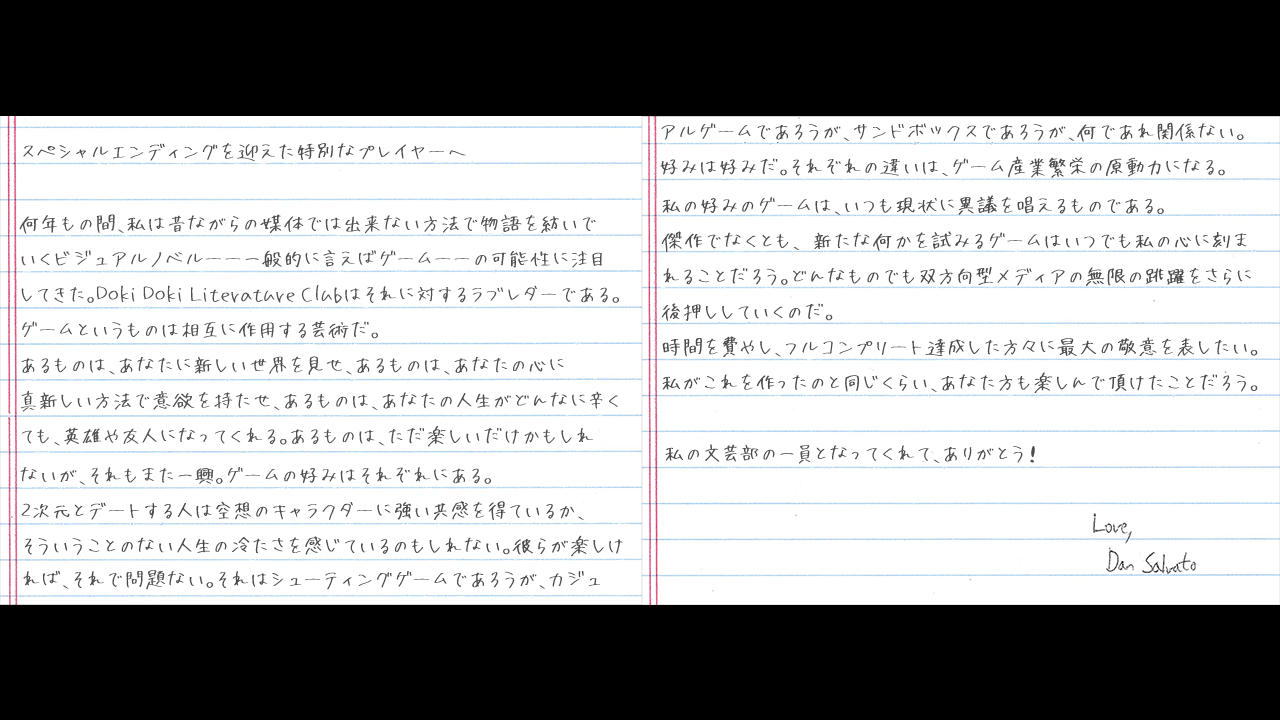 スペシャルエンディングを迎えた特別なプレイヤーへ
何年もの間、私は昔ながらの媒体では出来ない方法で物語を紡いで
いくビジュアルノベルーーー一般的に言えばゲームーーの可能性に注目
してきた。Doki Doki Literature Clubはそれに対するラブレターである。
ゲームというものは相互に作用する芸術だ。
あるものは、あなたに新しい世界を見せ、あるものは、あなたの心に
真新しい方法で意欲を持たせ、あるものは、あなたの人生がどんなに辛く
ても、英雄や友人になってくれる。あるものは、ただ楽しいだけかもしれ
ないが、それもまた一興。ゲームの好みはそれぞれにある。
2次元とデートする人は空想のキャラクターに強い共感を得ているか、
そういうことのない人生の冷たさを感じているのもしれない。彼らが楽しけ
れば、それで問題ない。それはシューティングゲームであろうが、カジュ
アルゲームであろうが、サンドボックスであろうが、何であれ関係ない。
好みは好みだ。それぞれの違いは、ゲーム産業繁栄の原動力になる。
私の好みのゲームは、いつも現状に異議を唱えるものである。
傑作でなくとも、新たな何かを試みるゲームはいつでも私の心に刻ま
れることだろう。どんなものでも双方向型メディアの無限の跳躍をさらに
後押ししていくのだ。
時間を費やし、フルコンプリート達成した方々に最大の敬意を表したい。
私がこれを作ったのと同じくらい、あなた方も楽しんで頂けたことだろう。
私の文芸部の一員となってくれて、ありがとう!
Love,
Dan Salvato